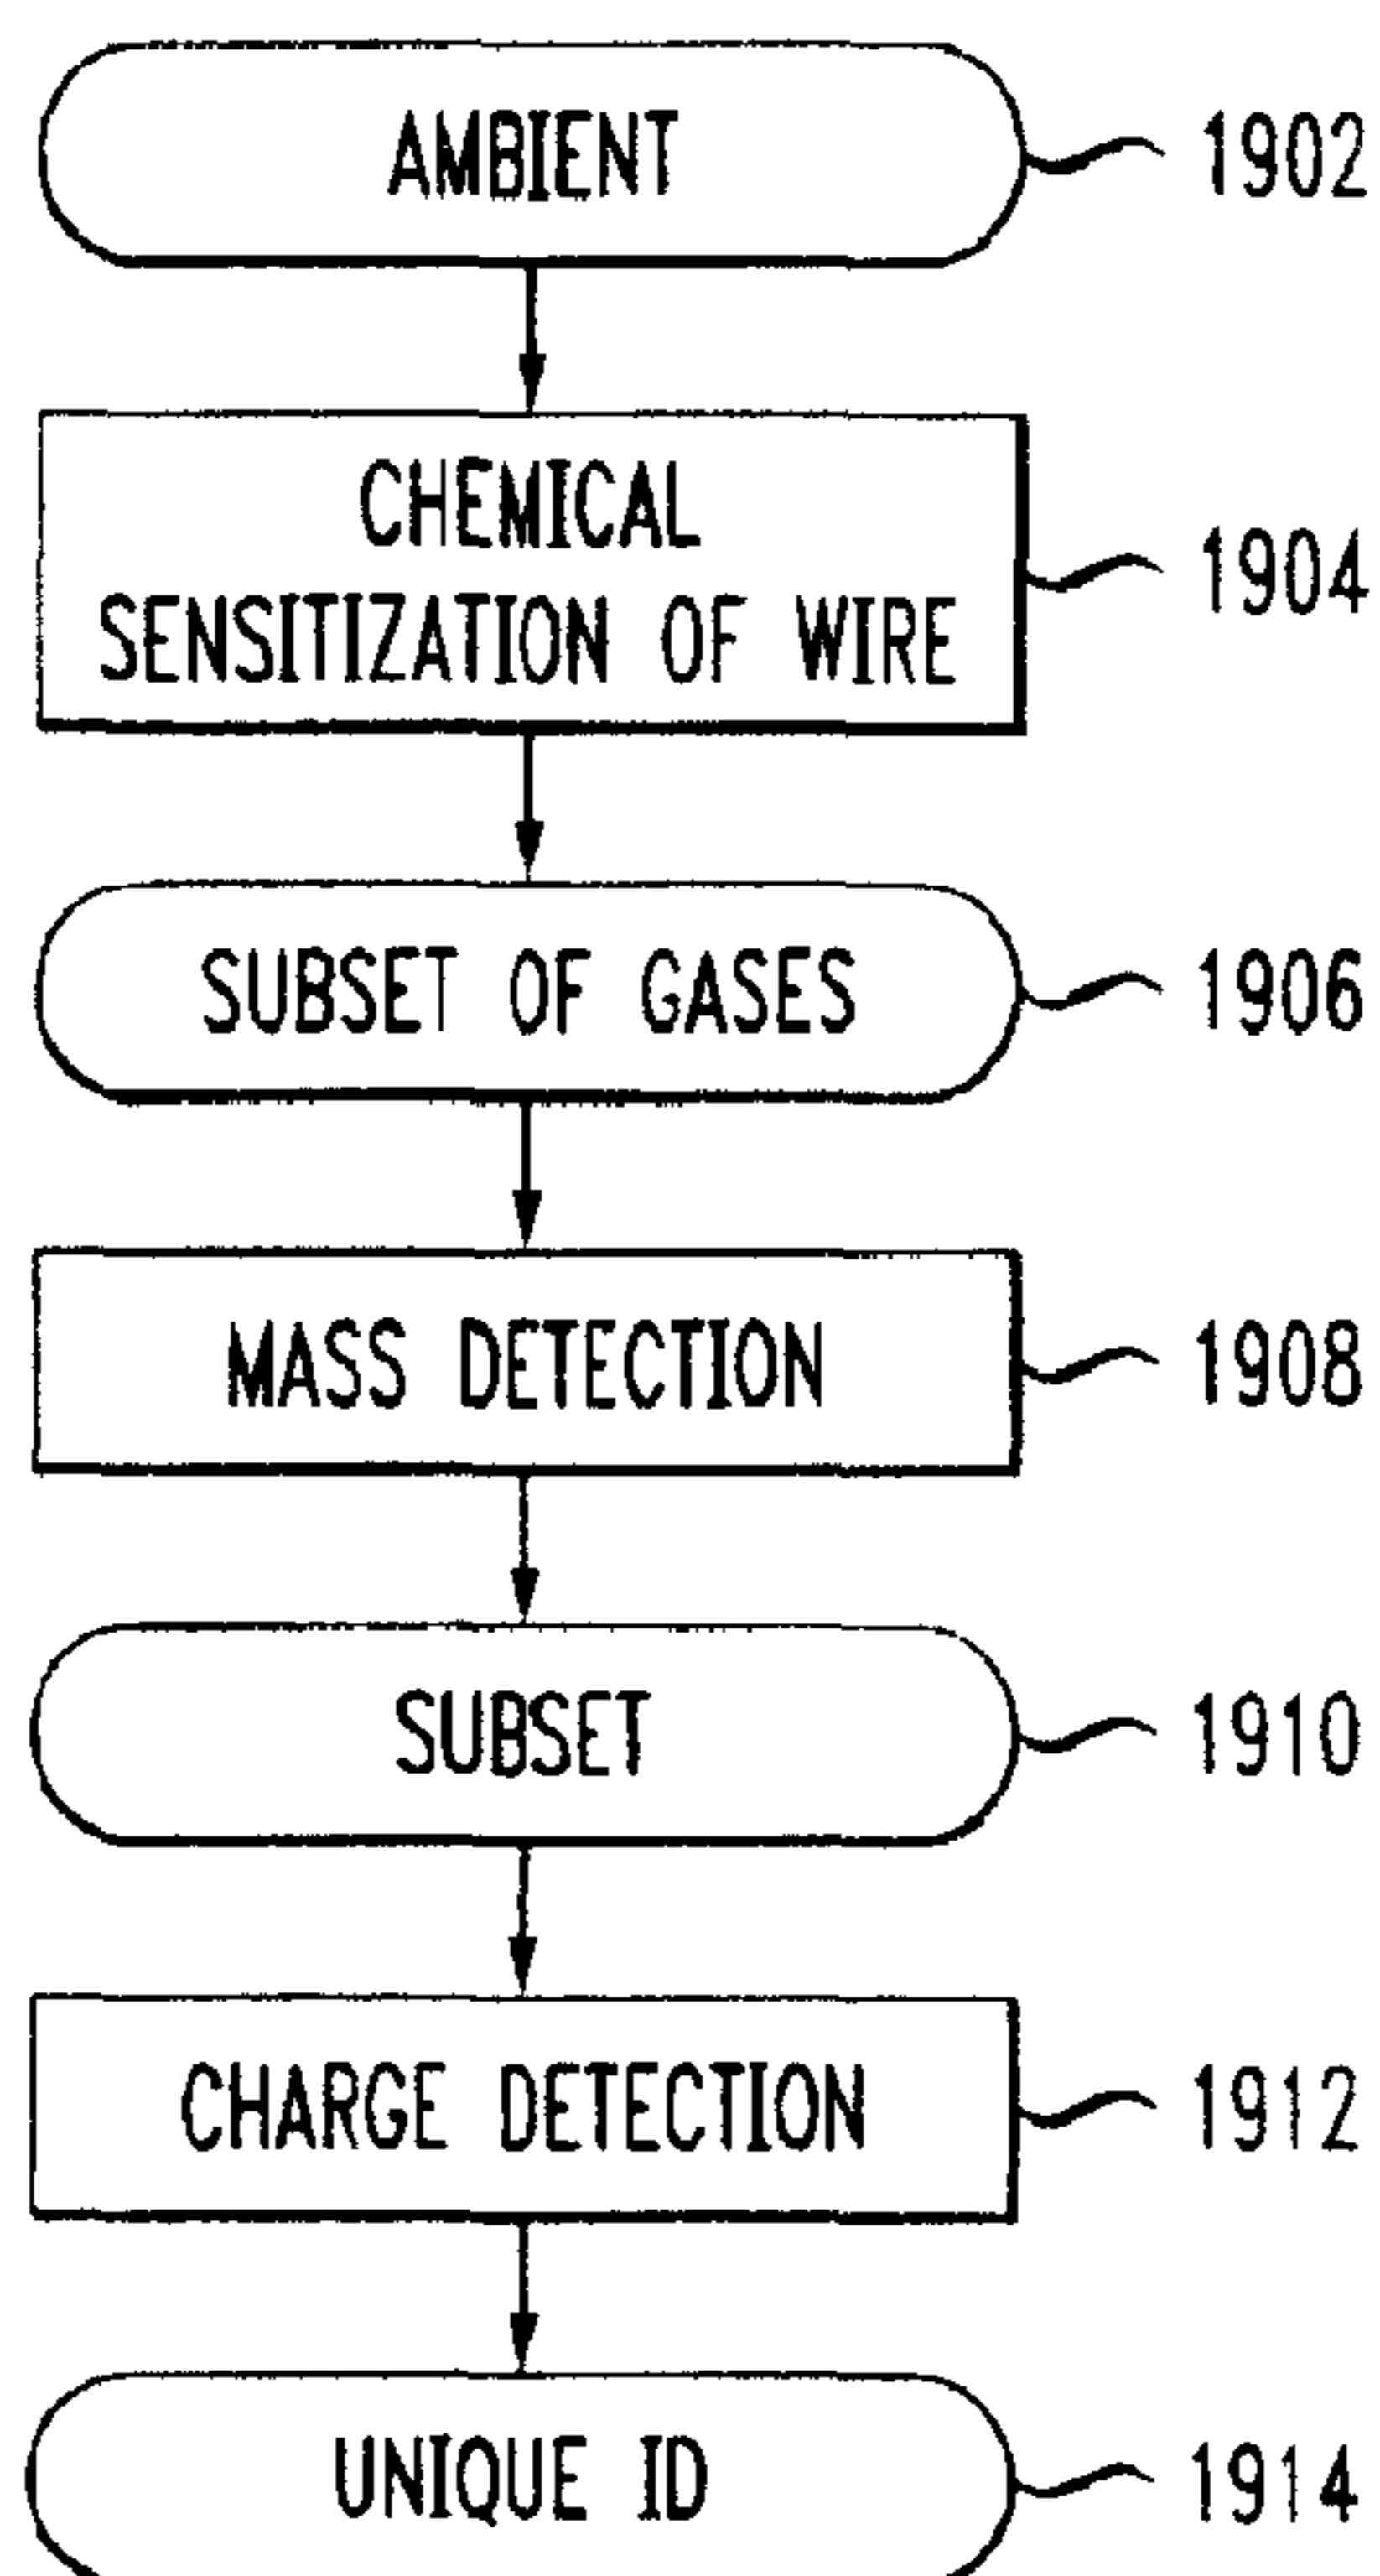 AMBIENT
1902
CHEMICAL
SENSITIZATION OF WIRE
1904
SUBSET OF GASES
1906
MASS DETECTION
1908
SUBSET
1910
CHARGE DETECTION
1912
UNIQUE ID
1914